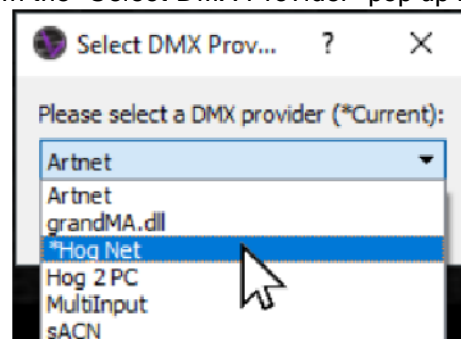 Select DMX Prov... ?
Please select a DMX provider (*Current):
Artnet
Artnet
grandMA.dll
*Hog Net
Hog 2 PC
MultiInput
sACN